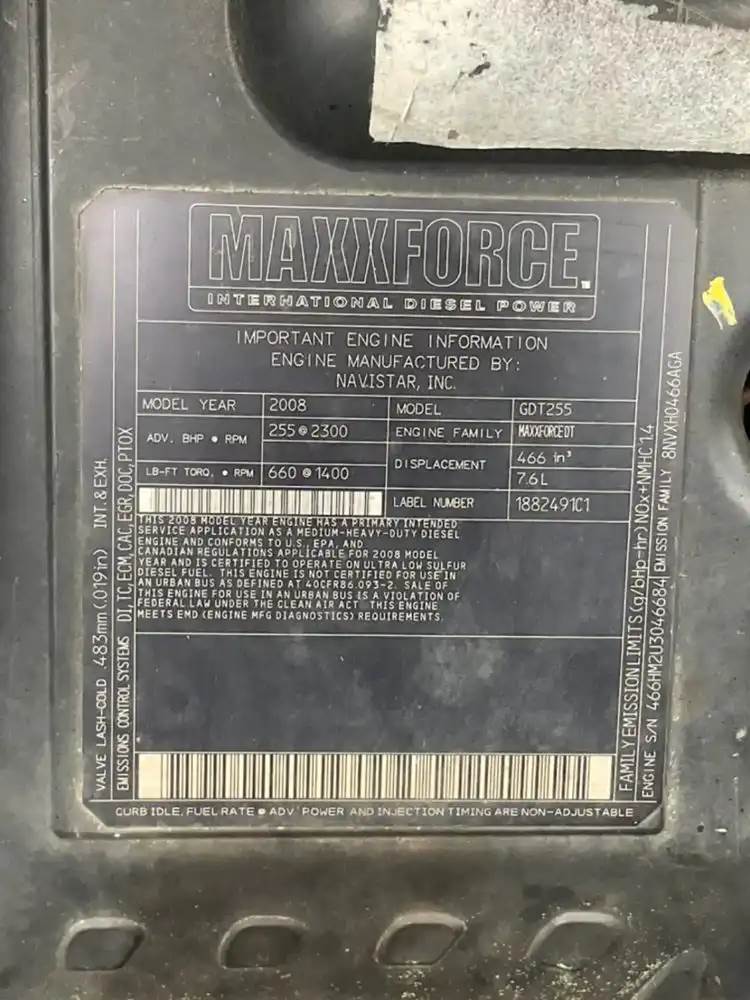 MAXXFORCE™
INTERNATIONAL DIESEL POWER
IMPORTANT ENGINE INFORMATION
ENGINE MANUFACTURED BY:
NAVISTAR, INC.
MODEL YEAR 2008 MODEL GDT255
ADV. BHP • RPM 255@2300 ENGINE FAMILY MAXXFORCE DT
DISPLACEMENT 466 in³
LB-FT TORQ. • RPM 660@1400 7.6L
LABEL NUMBER 1882491C1
THIS 2008 MODEL YEAR ENGINE HAS A PRIMARY INTENDED
SERVICE APPLICATION AS A MEDIUM-HEAVY-DUTY DIESEL
ENGINE AND CONFORMS TO U.S. EPA, AND
CANADIAN REGULATIONS APPLICABLE FOR 2008 MODEL
YEAR AND IS CERTIFIED TO OPERATE ON ULTRA LOW SULFUR
DIESEL FUEL. THIS ENGINE IS NOT CERTIFIED FOR USE IN
AN URBAN BUS AS DEFINED AT 40CFR86.093-2. SALE OF
THIS ENGINE FOR USE IN AN URBAN BUS IS A VIOLATION OF
FEDERAL LAW UNDER THE CLEAN AIR ACT. THIS ENGINE
MEETS EMD (ENGINE MFG DIAGNOSTICS) REQUIREMENTS.
VALVE LASH-COLD .483mm (.019in) INT. & EXH.
EMISSIONS CONTROL SYSTEMS DI, TC, ECM, CAC, EGR, DOC, PTOX
FAMILY EMISSION LIMITS (g/bHp-hr) NOx+NMHC 1.4
ENGINE S/N 466HM2U3046684 EMISSION FAMILY 8NVXH0466AGA
CURB IDLE, FUEL RATE @ ADV POWER AND INJECTION TIMING ARE NON-ADJUSTABLE